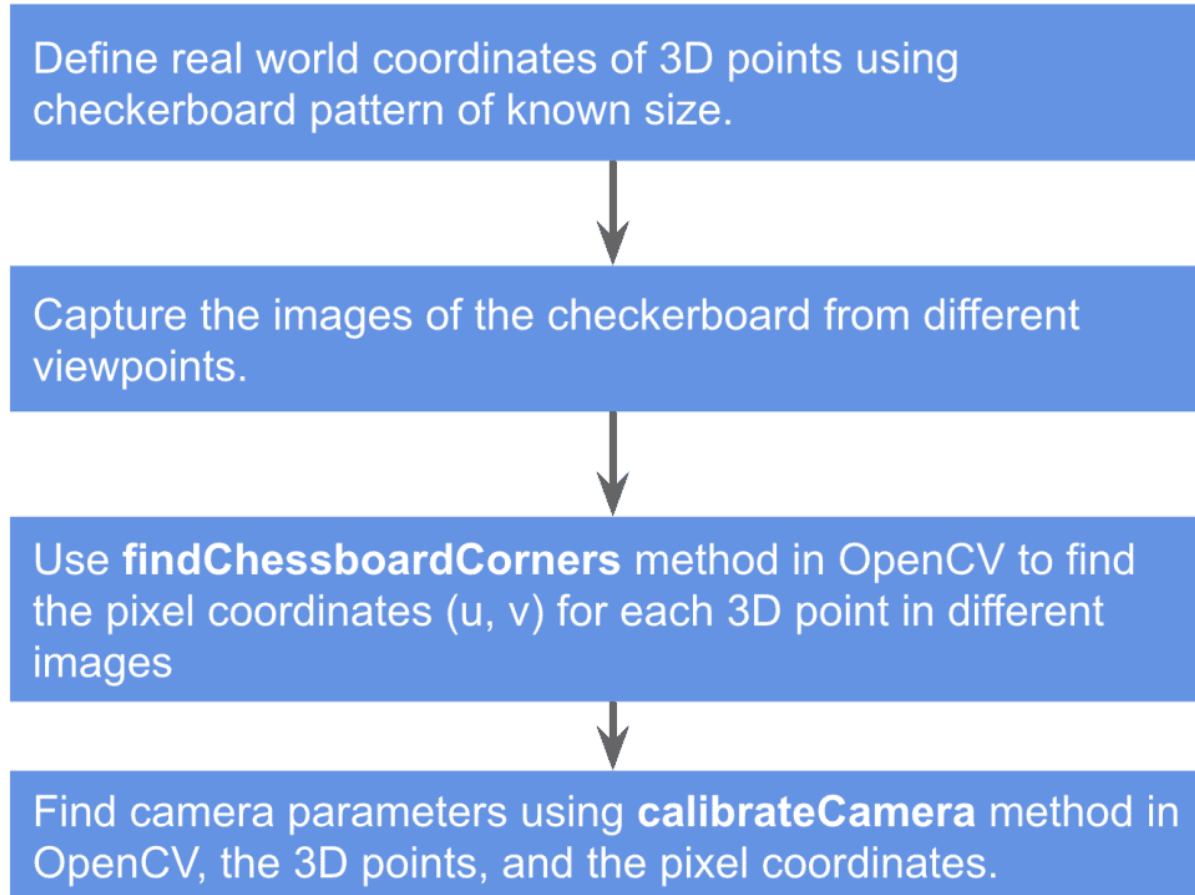 Define real world coordinates of 3D points using
checkerboard pattern of known size.
Capture the images of the checkerboard from different
viewpoints.
Use findChessboardCorners method in OpenCV to find
the pixel coordinates (u, v) for each 3D point in different
images
Find camera parameters using calibrateCamera method in
OpenCV, the 3D points, and the pixel coordinates.